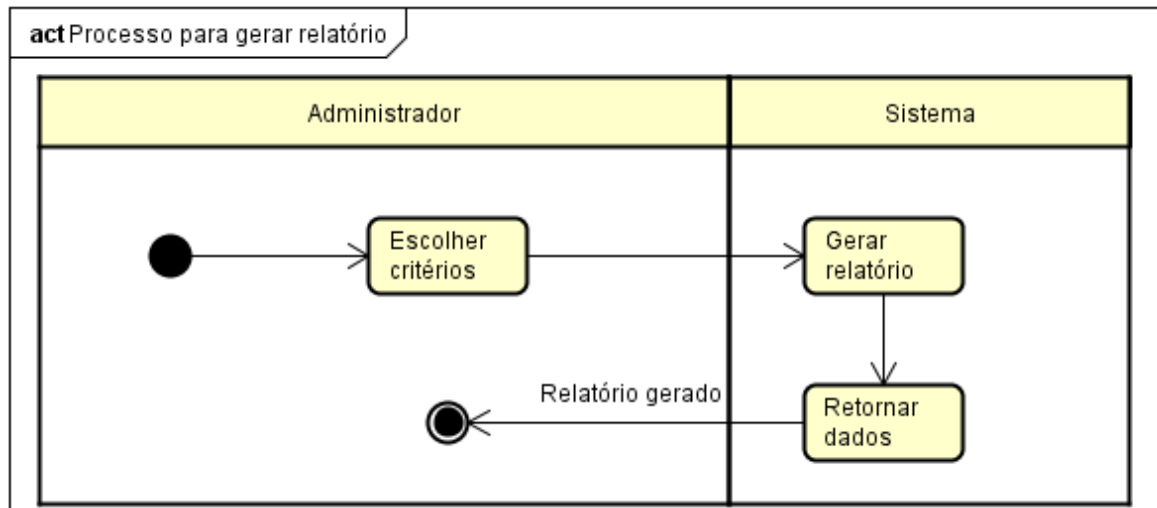 act Processo para gerar relatório
Administrador
Sistema
Escolher
critérios
Gerar
relatório
Relatório gerado
Retornar
dados